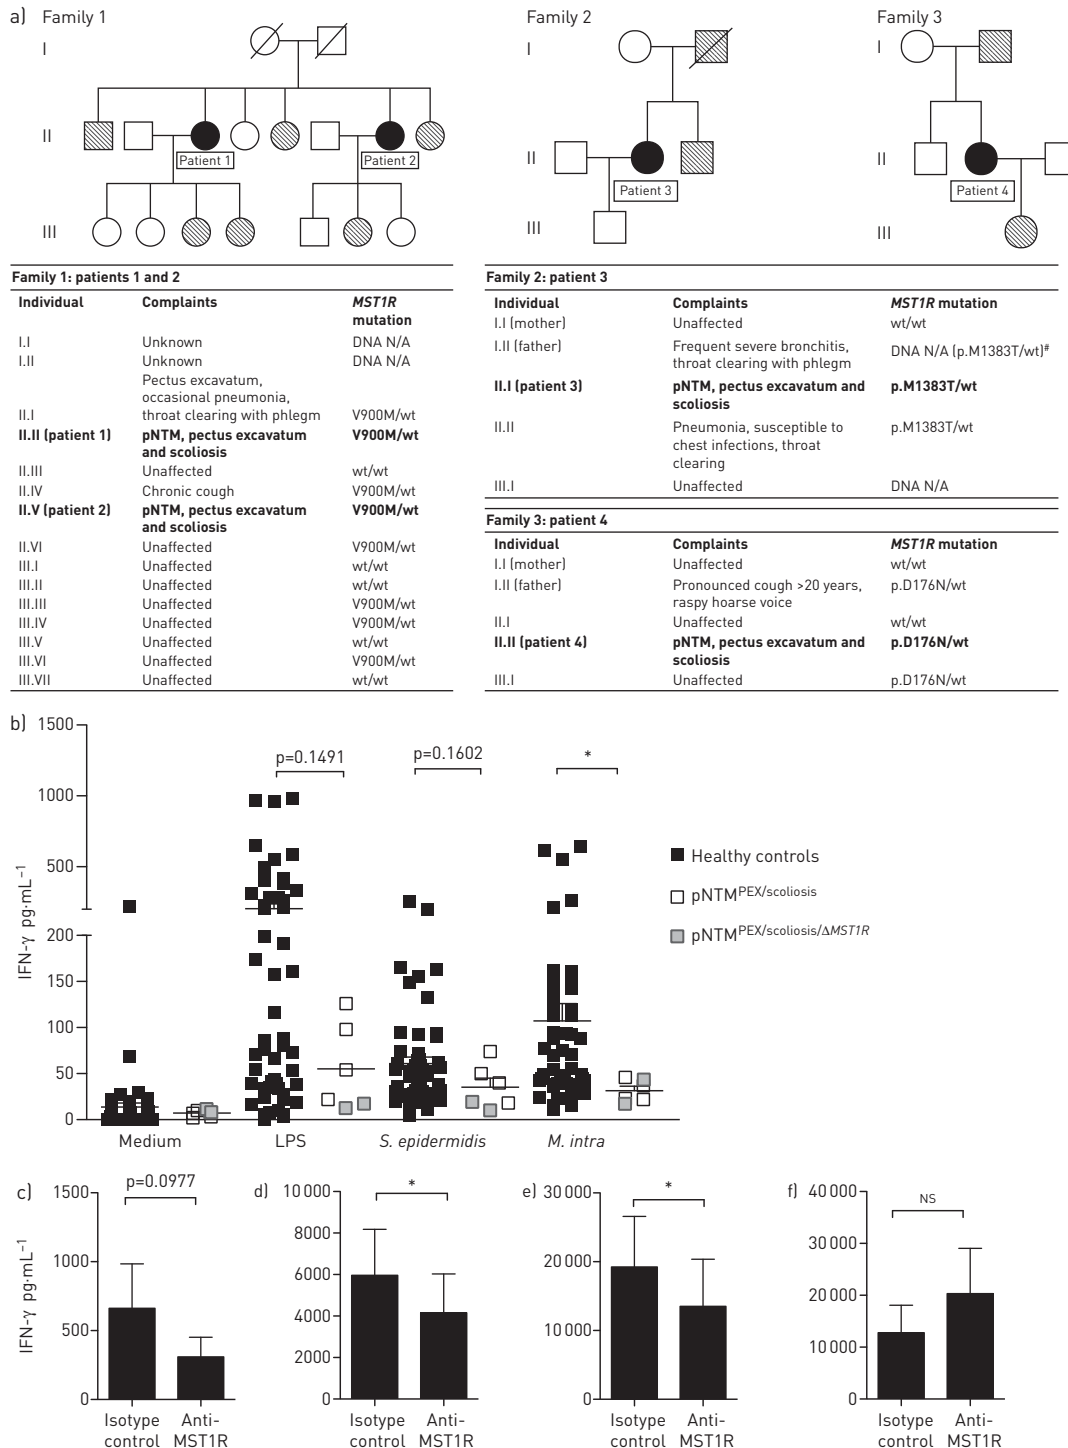 a) Family 1
I
II
Patient 1
Patient 2
III
Family 2
I
II
Patient 3
III
Family 3
I
II
Patient 4
III
Family 1: patients 1 and 2
Individual Complaints MST1R mutation
I.I Unknown DNA N/A
I.II Unknown DNA N/A
Pectus excavatum,
occasional pneumonia,
II.I throat clearing with phlegm V900M/wt
II.II (patient 1) pNTM, pectus excavatum V900M/wt
and scoliosis
II.III Unaffected wt/wt
II.IV Chronic cough V900M/wt
II.V (patient 2) pNTM, pectus excavatum V900M/wt
and scoliosis
II.VI Unaffected V900M/wt
III.I Unaffected wt/wt
III.II Unaffected wt/wt
III.III Unaffected V900M/wt
III.IV Unaffected V900M/wt
III.V Unaffected wt/wt
III.VI Unaffected V900M/wt
III.VII Unaffected wt/wt
Family 2: patient 3
Individual Complaints MST1R mutation
I.I (mother) Unaffected wt/wt
I.II (father) Frequent severe bronchitis, DNA N/A (p.M1383T/wt)#
throat clearing with phlegm
II.I (patient 3) pNTM, pectus excavatum and p.M1383T/wt
scoliosis
II.II Pneumonia, susceptible to p.M1383T/wt
chest infections, throat
clearing
III.I Unaffected DNA N/A
Family 3: patient 4
Individual Complaints MST1R mutation
I.I (mother) Unaffected wt/wt
I.II (father) Pronounced cough >20 years, p.D176N/wt
raspy hoarse voice
II.I Unaffected wt/wt
II.II (patient 4) pNTM, pectus excavatum and p.D176N/wt
scoliosis
III.I Unaffected p.D176N/wt
b)
1500
1000
500
200
150
100
50
0
IFN-γ pg·mL⁻¹
p=0.1491
p=0.1602
*
Healthy controls
pNTM^PEX/scoliosis
pNTM^PEX/scoliosis/ΔMST1R
Medium LPS S. epidermidis M. intra
c)
1500
1000
500
0
IFN-γ pg·mL⁻¹
p=0.0977
Isotype control
Anti-MST1R
d)
10 000
8000
6000
4000
2000
0
*
Isotype control
Anti-MST1R
e)
30 000
20 000
10 000
0
*
Isotype control
Anti-MST1R
f)
40 000
30 000
20 000
10 000
0
NS
Isotype control
Anti-MST1R